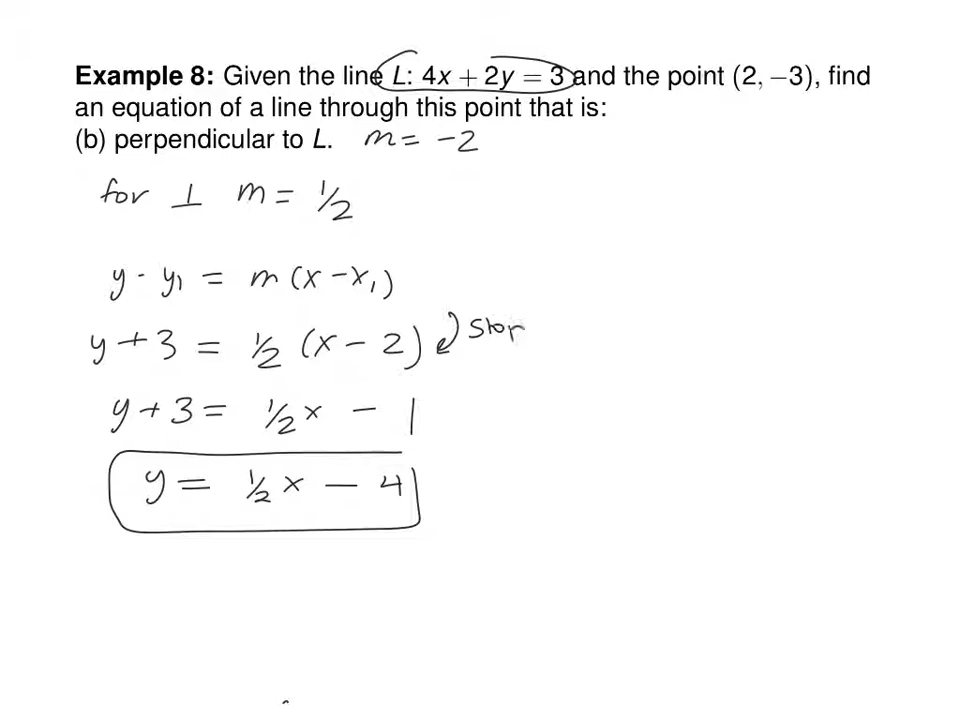 Example 8: Given the line L: 4x + 2y = 3 and the point (2, −3), find
an equation of a line through this point that is:
(b) perpendicular to L. m = -2
for ⊥ m = 1/2
y - y₁ = m (x - x₁)
y + 3 = 1/2 (x - 2)
y + 3 = 1/2 x - 1
y = 1/2 x - 4